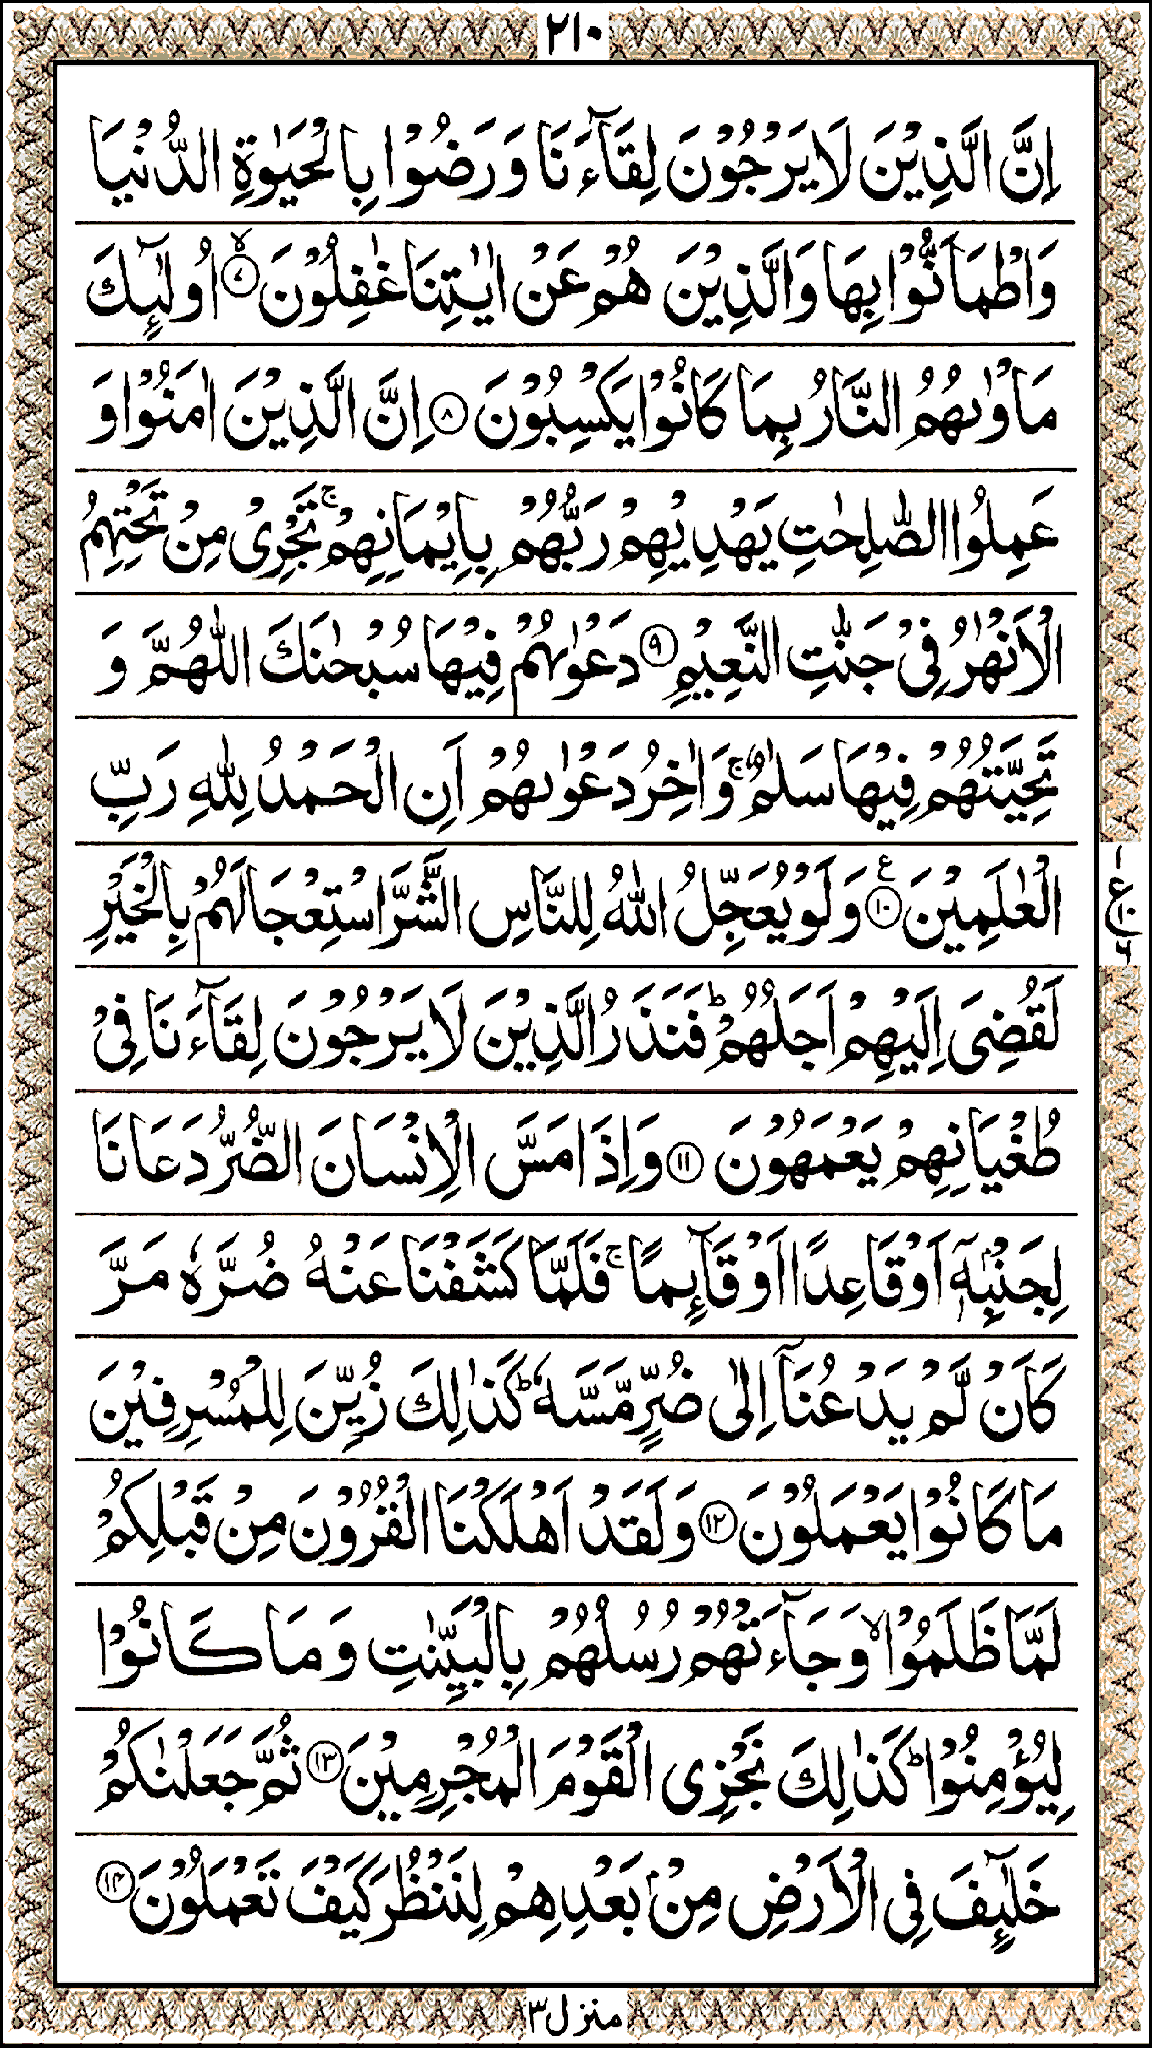 ٢١٠
اِنَّ الَّذِيْنَ لَا يَرْجُوْنَ لِقَآءَنَا وَرَضُوْا بِالْحَيٰوةِ الدُّنْيَا
وَاطْمَاَنُّوْا بِهَا وَالَّذِيْنَ هُمْ عَنْ اٰيٰتِنَا غٰفِلُوْنَۙ‏﴿٧﴾ اُولٰٓئِكَ
مَاْوٰىهُمُ النَّارُ بِمَا كَانُوْا يَكْسِبُوْنَ ﴿٨﴾ اِنَّ الَّذِيْنَ اٰمَنُوْا وَ
عَمِلُوا الصّٰلِحٰتِ يَهْدِيْهِمْ رَبُّهُمْ بِاِيْمَانِهِمْۚ تَجْرِيْ مِنْ تَحْتِهِمُ
الْاَنْهٰرُ فِيْ جَنّٰتِ النَّعِيْمِ ﴿٩﴾ دَعْوٰىهُمْ فِيْهَا سُبْحٰنَكَ اللّٰهُمَّ وَ
تَحِيَّتُهُمْ فِيْهَا سَلٰمٌۚ وَاٰخِرُ دَعْوٰىهُمْ اَنِ الْحَمْدُ لِلّٰهِ رَبِّ
الْعٰلَمِيْنَ ﴿١٠﴾ؑ وَلَوْ يُعَجِّلُ اللّٰهُ لِلنَّاسِ الشَّرَّ اسْتِعْجَالَهُمْ بِالْخَيْرِ
لَقُضِيَ اِلَيْهِمْ اَجَلُهُمْؕ فَنَذَرُ الَّذِيْنَ لَا يَرْجُوْنَ لِقَآءَنَا فِيْ
طُغْيَانِهِمْ يَعْمَهُوْنَ ﴿١١﴾ وَاِذَا مَسَّ الْاِنْسَانَ الضُّرُّ دَعَانَا
لِجَنْۢبِهٖۤ اَوْ قَاعِدًا اَوْ قَآئِمًاۚ فَلَمَّا كَشَفْنَا عَنْهُ ضُرَّهٗ مَرَّ
كَاَنْ لَّمْ يَدْعُنَاۤ اِلٰى ضُرٍّ مَّسَّهٗؕ كَذٰلِكَ زُيِّنَ لِلْمُسْرِفِيْنَ
مَا كَانُوْا يَعْمَلُوْنَ ﴿١٢﴾ وَلَقَدْ اَهْلَكْنَا الْقُرُوْنَ مِنْ قَبْلِكُمْ
لَمَّا ظَلَمُوْاۙ وَجَآءَتْهُمْ رُسُلُهُمْ بِالْبَيِّنٰتِ وَمَا كَانُوْا
لِيُؤْمِنُوْاؕ كَذٰلِكَ نَجْزِى الْقَوْمَ الْمُجْرِمِيْنَ ﴿١٣﴾ ثُمَّ جَعَلْنٰكُمْ
خَلٰٓئِفَ فِى الْاَرْضِ مِنْۢ بَعْدِهِمْ لِنَنْظُرَ كَيْفَ تَعْمَلُوْنَ ﴿١٤﴾
منزل ٣